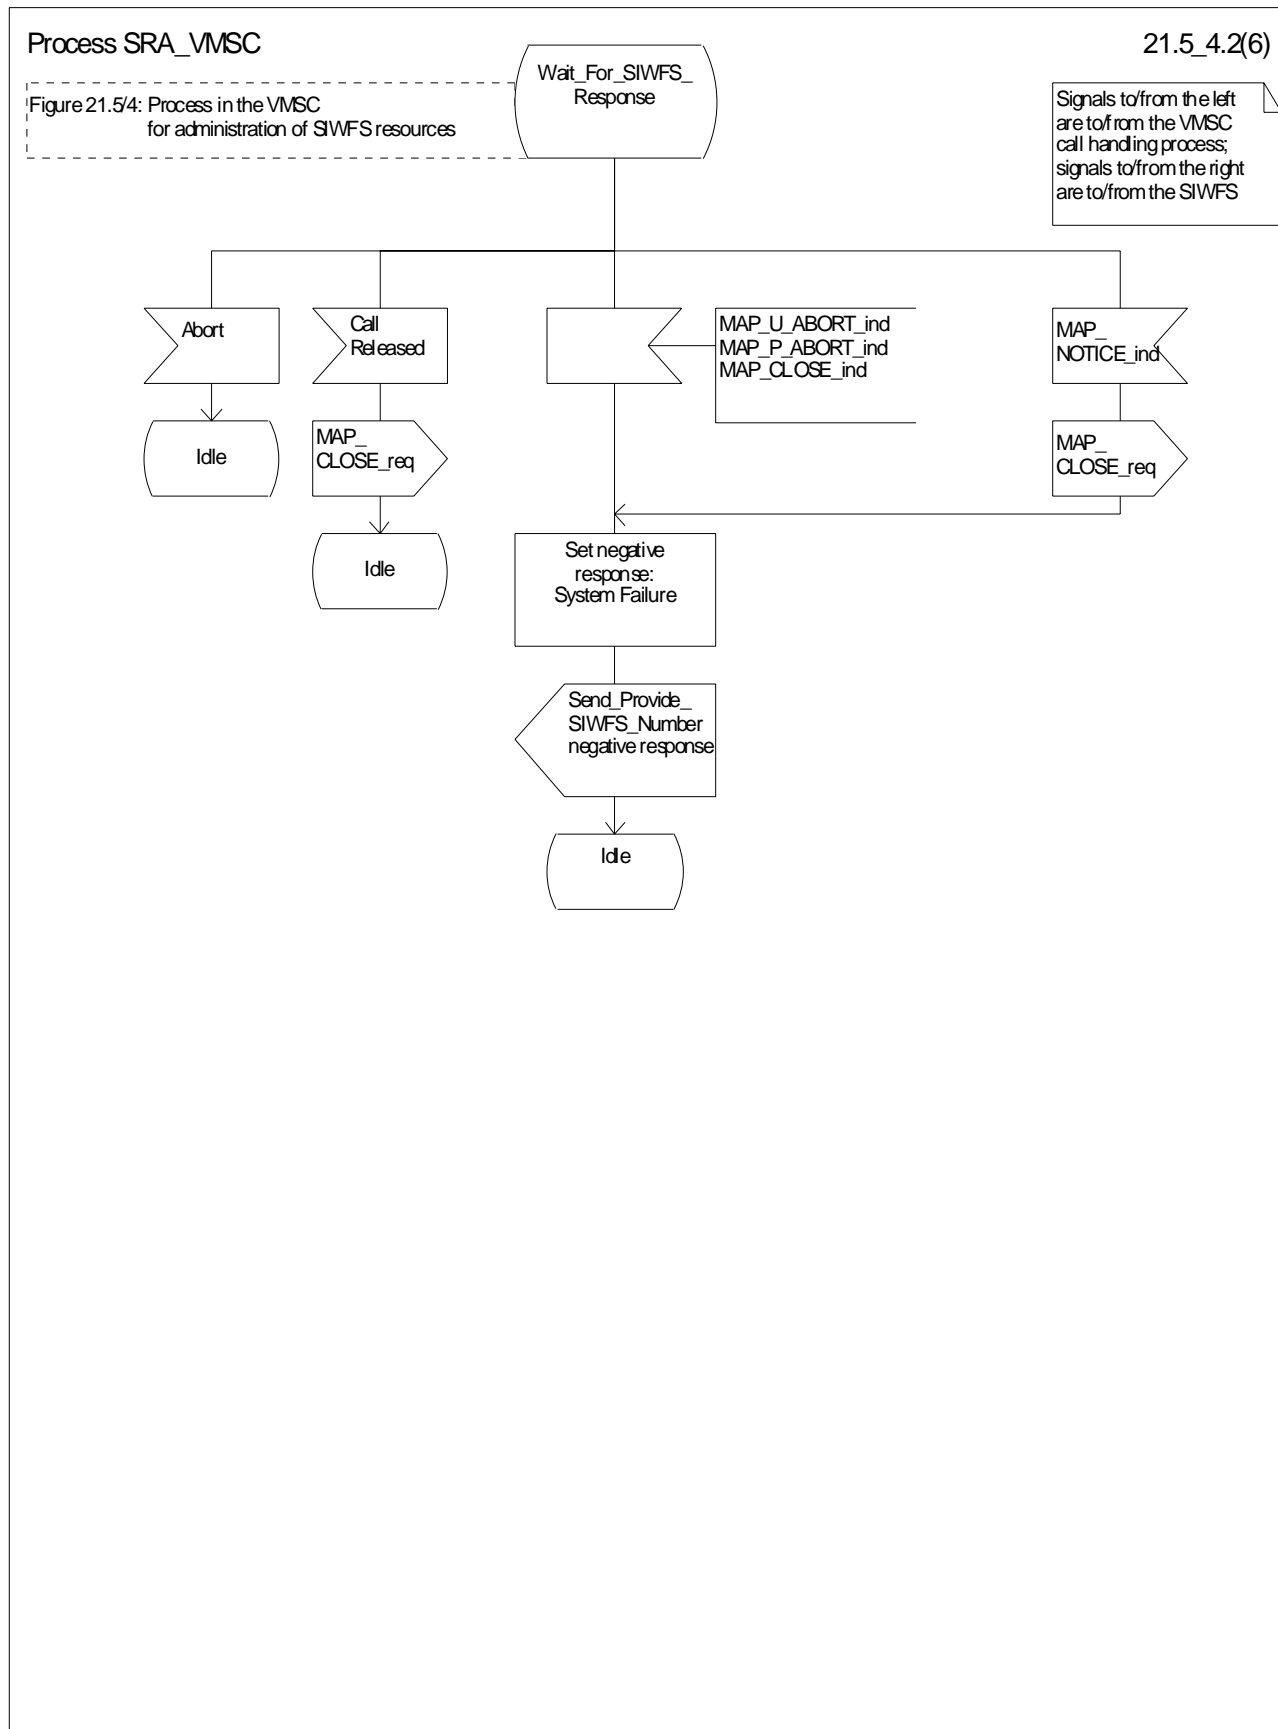 Process SRA_VMSC
21.5_4.2(6)
Figure 21.5/4: Process in the VMSC
for administration of SIWFS resources
Wait_For_SIWFS_
Response
Signals to/from the left
are to/from the VMSC
call handling process;
signals to/from the right
are to/from the SIWFS
Abort
Call
Released
MAP_U_ABORT_ind
MAP_P_ABORT_ind
MAP_CLOSE_ind
MAP_
NOTICE_ind
Idle
MAP_
CLOSE_req
MAP_
CLOSE_req
Idle
Set negative
response:
System Failure
Send_Provide_
SIWFS_Number
negative response
Idle